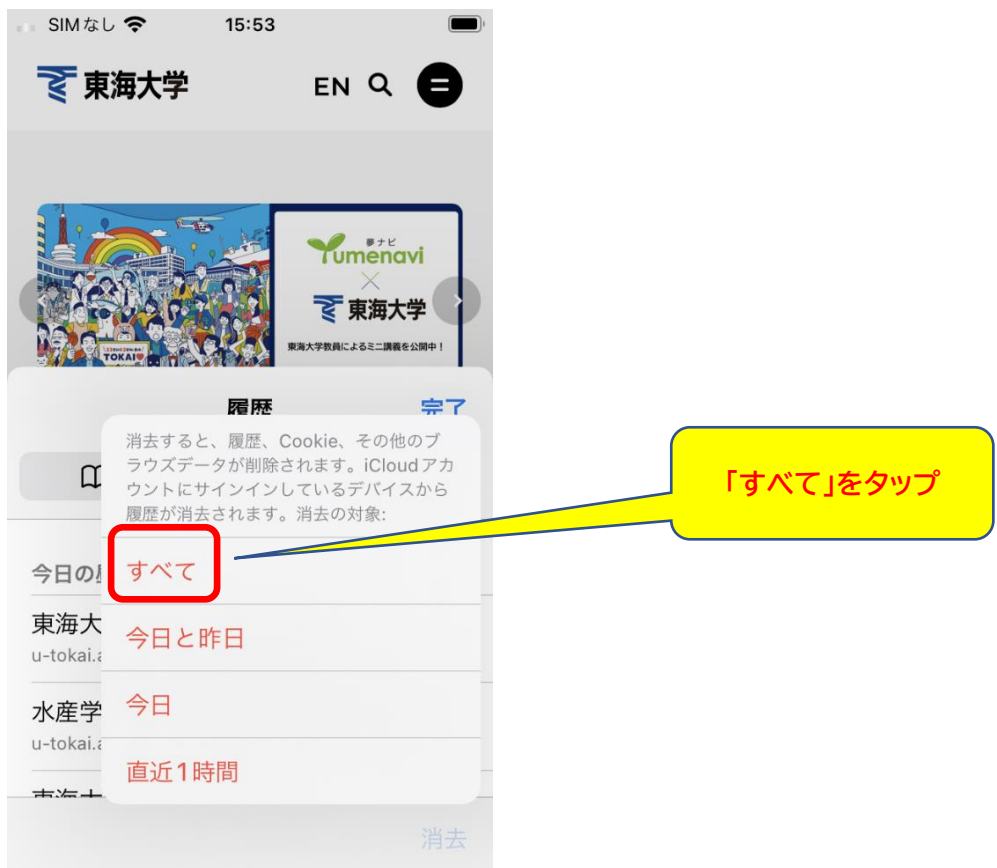 SIMなし 15:53
東海大学 EN
夢ナビ
Yumenavi
×
東海大学
東海大学教員によるミニ講義を公開中！
TOKAI
履歴 完了
消去すると、履歴、Cookie、その他のブ
ラウズデータが削除されます。iCloudアカ
ウントにサインインしているデバイスから
履歴が消去されます。消去の対象:
今日の
すべて
東海大
u-tokai.a
今日と昨日
水産学
u-tokai.a
今日
直近1時間
東海大
消去
「すべて」をタップ